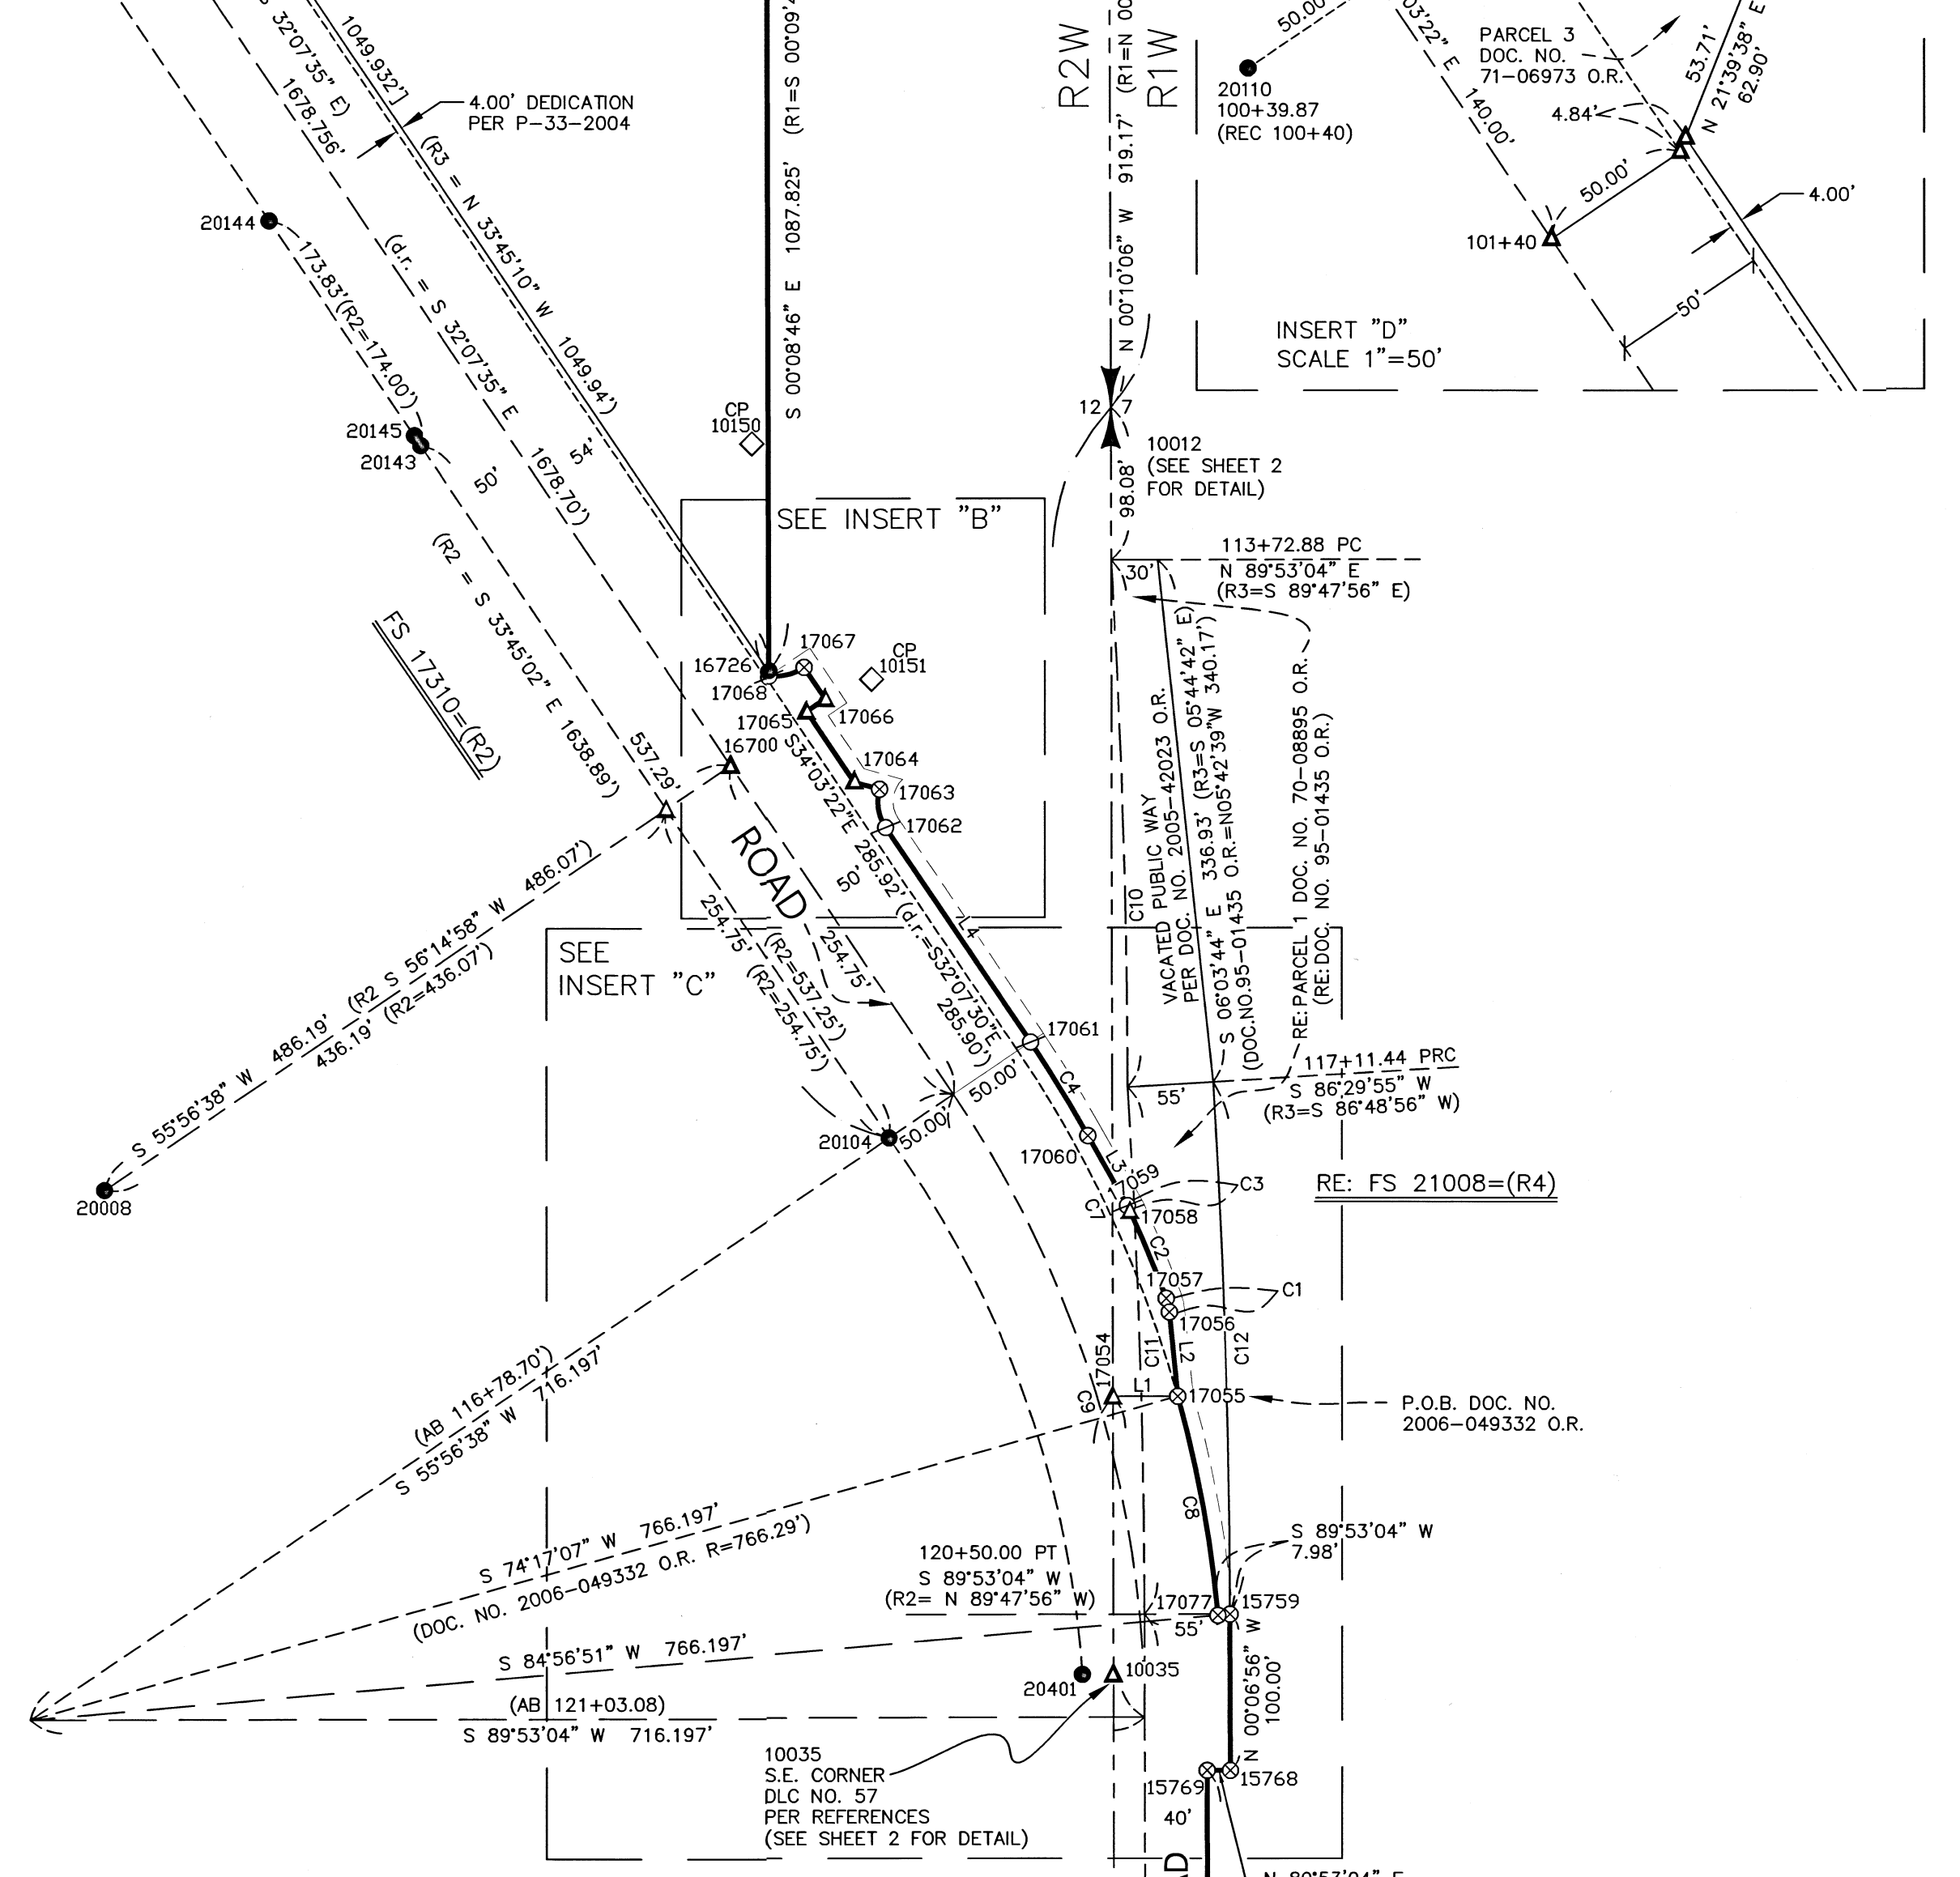 S 32°07'35" E)
1678.756'
1049.932']
4.00' DEDICATION
PER P-33-2004
(R3 = N 33°45'10" W 1049.94')
(d.r. = S 32°07'35" E 1678.70')
20144
173.83'(R2=174.00')
20145
20143
50'
54'
(R2 = S 33°45'02" E 1638.89')
FS 17310=(R2)
S 00°08'46" E 1087.825'
CP
10150
R2W
R1W
N 00°10'06" W 919.17'
12
7
98.08'
10012
(SEE SHEET 2
FOR DETAIL)
50.00'
20110
100+39.87
(REC 100+40)
140.00'
PARCEL 3
DOC. NO.
71-06973 O.R.
53.71'
N 21°39'38" E
62.90'
4.84'
50.00'
4.00'
101+40
50'
INSERT "D"
SCALE 1"=50'
SEE INSERT "B"
113+72.88 PC
30'
N 89°53'04" E
(R3=S 89°47'56" E)
17067
CP
10151
16726
17068
17065
17066
16700
17064
17063
17062
537.29'
S34°03'22"E 285.92' (d.r.=S32°07'30"E
285.90')
ROAD
50'
L4
254.75'
254.75' (R2=254.75')
(R2=537.25')
C10
VACATED PUBLIC WAY
PER DOC. NO. 2005-42023 O.R.
S 06°03'44" E 336.93' (R3=S 05°44'42" E)
(DOC.NO.95-01435 O.R.=N05°42'39"W 340.17')
RE:PARCEL 1 DOC. NO. 70-08895 O.R.
(RE:DOC. NO. 95-01435 O.R.)
SEE
INSERT "C"
S 55°56'38" W 486.19' (R2 S 56°14'58" W 486.07')
436.19' (R2=436.07')
20008
17061
50.00'
50.00'
C4
20104
17060
L3
17059
C7
17058
C3
117+11.44 PRC
55'
S 86°29'55" W
(R3=S 86°48'56" W)
RE: FS 21008=(R4)
C2
17057
C1
17056
17054
C11
L2
C12
L1
17055
C9
P.O.B. DOC. NO.
2006-049332 O.R.
(AB 116+78.70')
S 55°56'38" W 716.197'
C8
S 74°17'07" W 766.197'
(DOC. NO. 2006-049332 O.R. R=766.29')
S 89°53'04" W
7.98'
120+50.00 PT
S 89°53'04" W
(R2= N 89°47'56" W)
17077
15759
55'
S 84°56'51" W 766.197'
10035
20401
(AB 121+03.08)
S 89°53'04" W 716.197'
N 00°06'56" W
100.00'
10035
S.E. CORNER
DLC NO. 57
PER REFERENCES
(SEE SHEET 2 FOR DETAIL)
15769
15768
40'